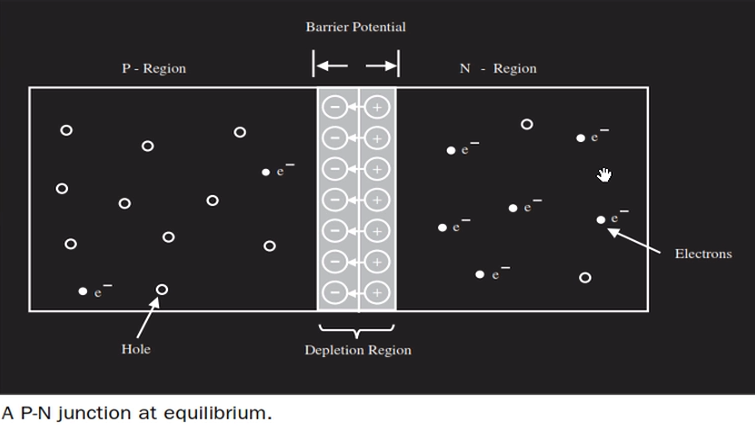 Barrier Potential
P - Region
N - Region
− +
− +
− +
− +
− +
− +
− +
e−
e−
e−
e−
e−
e−
e−
e−
Electrons
Hole
Depletion Region
A P-N junction at equilibrium.